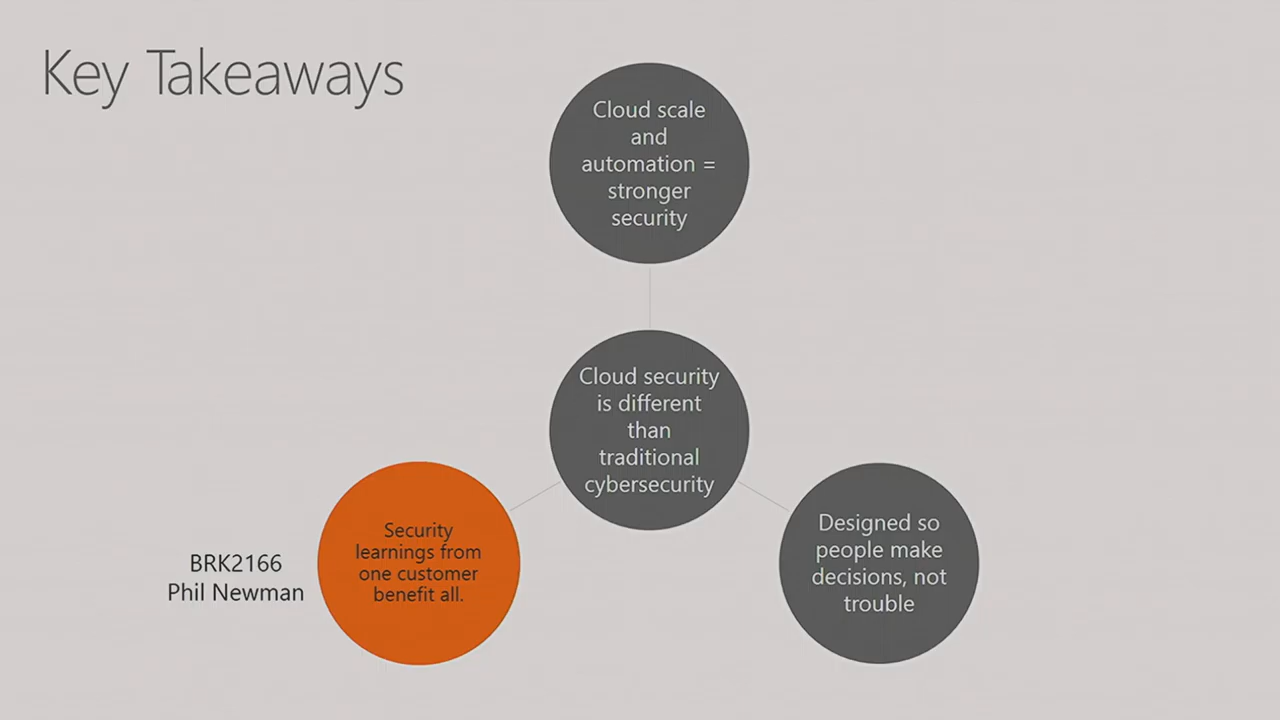 Key Takeaways
Cloud scale
and
automation =
stronger
security
Cloud security
is different
than
traditional
cybersecurity
Security
learnings from
one customer
benefit all.
BRK2166
Phil Newman
Designed so
people make
decisions, not
trouble